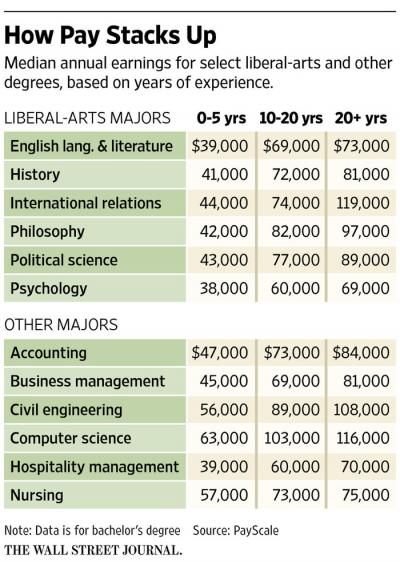 How Pay Stacks Up
Median annual earnings for select liberal-arts and other
degrees, based on years of experience.
LIBERAL-ARTS MAJORS 0-5 yrs 10-20 yrs 20+ yrs
English lang. & literature $39,000 $69,000 $73,000
History 41,000 72,000 81,000
International relations 44,000 74,000 119,000
Philosophy 42,000 82,000 97,000
Political science 43,000 77,000 89,000
Psychology 38,000 60,000 69,000
OTHER MAJORS
Accounting $47,000 $73,000 $84,000
Business management 45,000 69,000 81,000
Civil engineering 56,000 89,000 108,000
Computer science 63,000 103,000 116,000
Hospitality management 39,000 60,000 70,000
Nursing 57,000 73,000 75,000
Note: Data is for bachelor's degree Source: PayScale
THE WALL STREET JOURNAL.